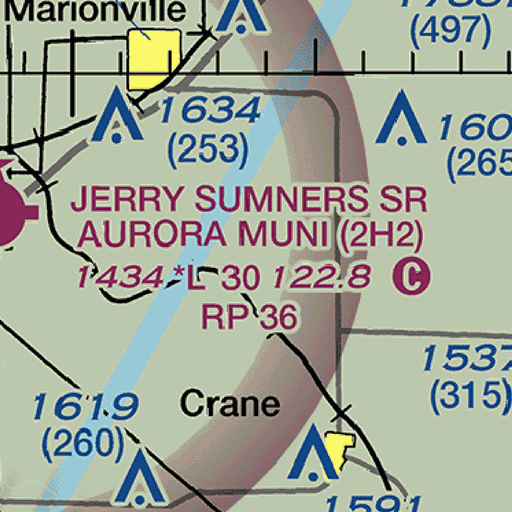 Marionville
(497)
1634
(253)
160
(265
JERRY SUMNERS SR
AURORA MUNI (2H2)
1434 *L 30 122.8 C
RP 36
1537
(315)
1619
(260)
Crane
1591